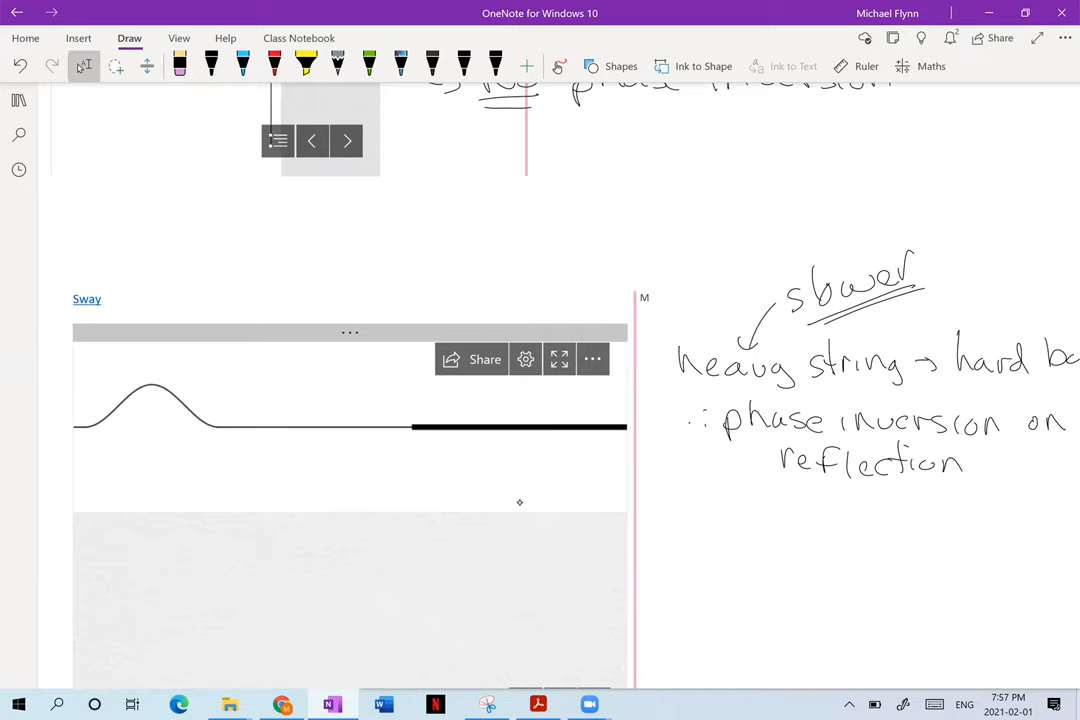 OneNote for Windows 10
Michael Flynn
Home Insert Draw View Help Class Notebook
Share
Shapes Ink to Shape Ink to Text Ruler Maths
phase inversion
Sway
M
Share
slower
heavy string → hard bo
∴ phase inversion on
reflection
ENG
7:57 PM
2021-02-01